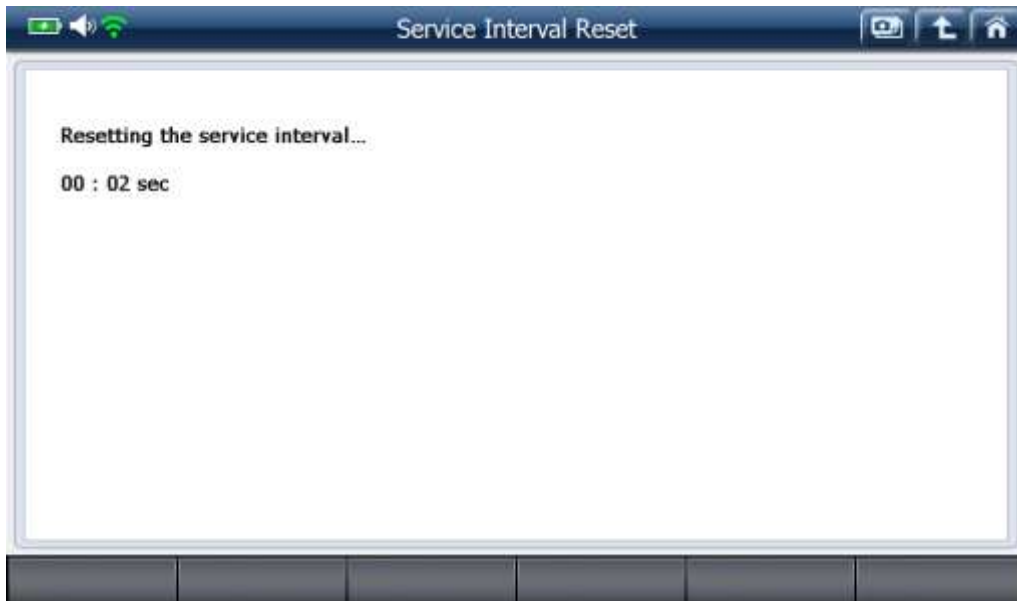 Service Interval Reset
Resetting the service interval...
00 : 02 sec